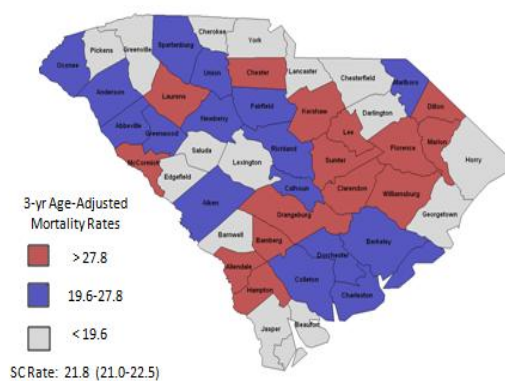 Cherokee
Spartanburg
York
Greenville
Pickens
Oconee
Union
Chester
Lancaster
Chesterfield
Marlboro
Anderson
Laurens
Fairfield
Kershaw
Darlington
Dillon
Abbeville
Greenwood
Newberry
Lee
Florence
Marion
Saluda
Richland
Sumter
Horry
McCormick
Edgefield
Lexington
Calhoun
Clarendon
Williamsburg
Aiken
Orangeburg
Georgetown
Barnwell
Bamberg
Berkeley
Dorchester
Allendale
Colleton
Charleston
Hampton
Jasper
Beaufort
3-yr Age-Adjusted
Mortality Rates
>27.8
19.6-27.8
<19.6
SC Rate: 21.8 (21.0-22.5)